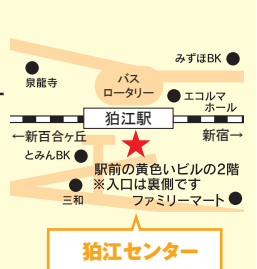 みずほBK
泉龍寺
バス
ロータリー
エコルマ
ホール
狛江駅
←新百合ヶ丘
新宿→
とみんBK
駅前の黄色いビルの2階
※入口は裏側です
三和
ファミリーマート
狛江センター